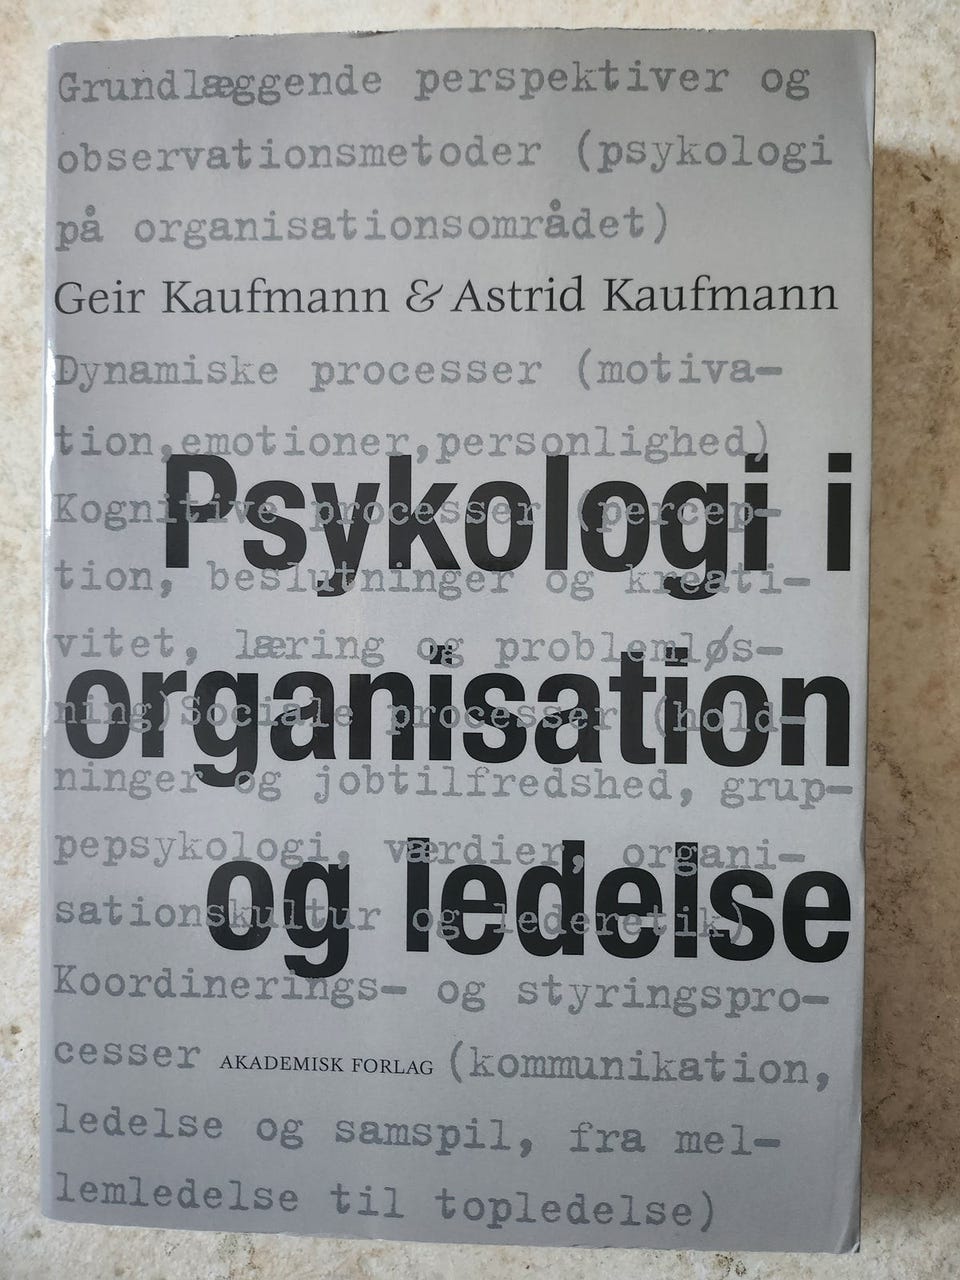 Grundlæggende perspektiver og
observationsmetoder (psykologi
på organisationsområdet)
Geir Kaufmann & Astrid Kaufmann
Dynamiske processer (motiva-
tion,emotioner,personlighed)
Psykologi i
Kognitive processer (percep-
tion, beslutninger og kreati-
vitet, læring og problemløs-
organisation
ning)Sociale processer (hold-
ninger og jobtilfredshed, grup-
pepsykologi, værdier, organi-
og ledelse
sationskultur og lederetik)
Koordinerings- og styringspro-
cesser AKADEMISK FORLAG (kommunikation,
ledelse og samspil, fra mel-
lemledelse til topledelse)